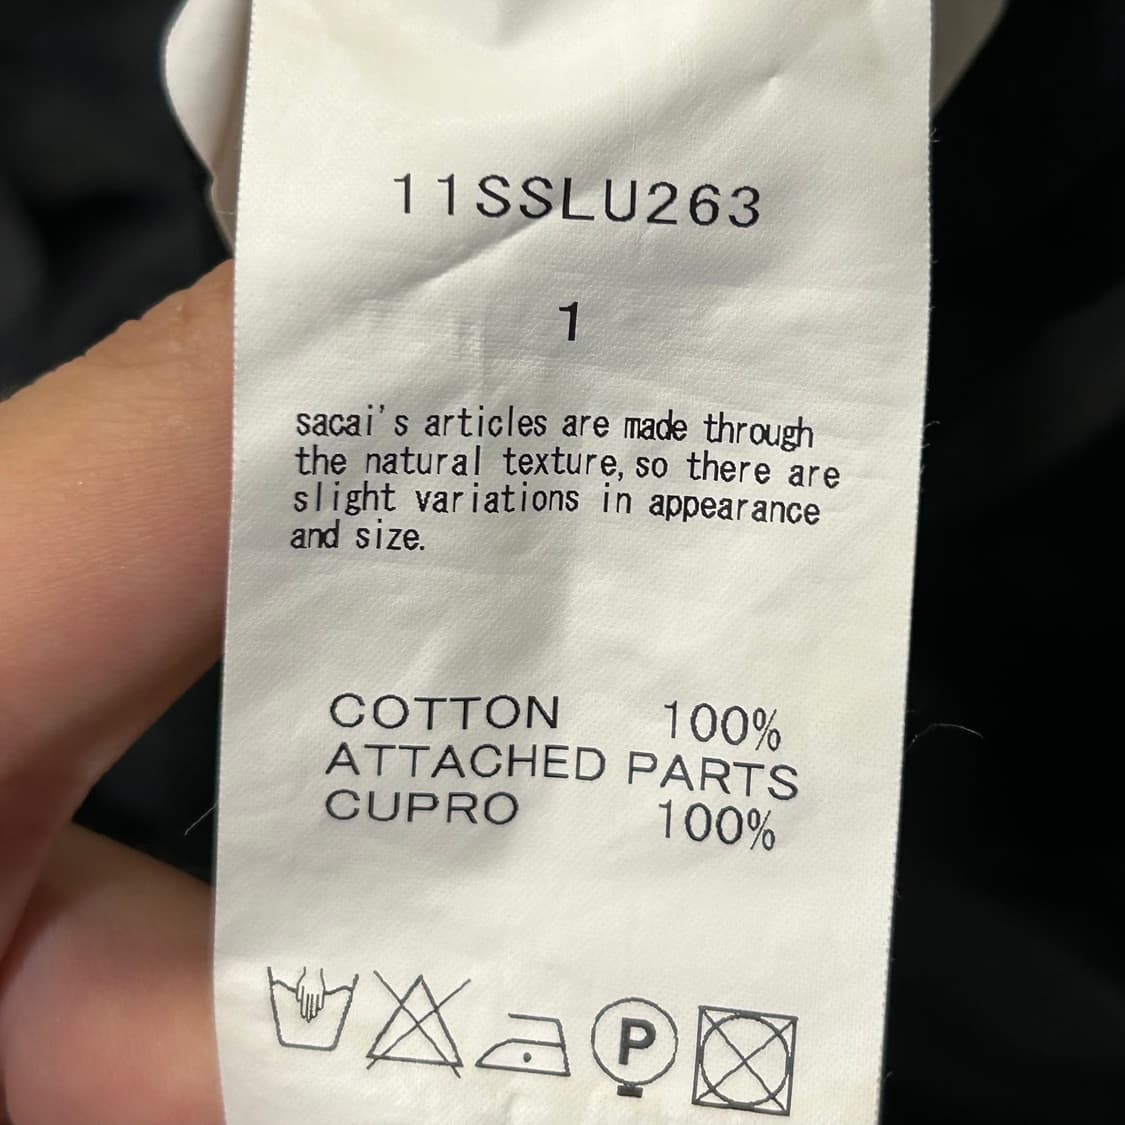 11SSLU263
1
sacai's articles are made through
the natural texture, so there are
slight variations in appearance
and size.
COTTON 100%
ATTACHED PARTS
CUPRO 100%
P